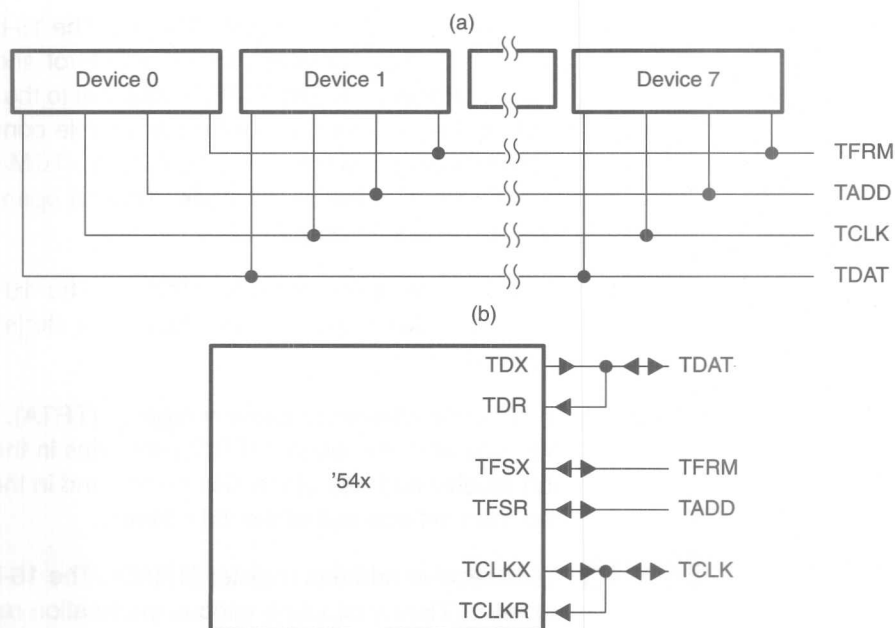 (a)
Device 0 Device 1 Device 7
TFRM
TADD
TCLK
TDAT
(b)
TDX TDAT
TDR
TFSX TFRM
'54x
TFSR TADD
TCLKX TCLK
TCLKR